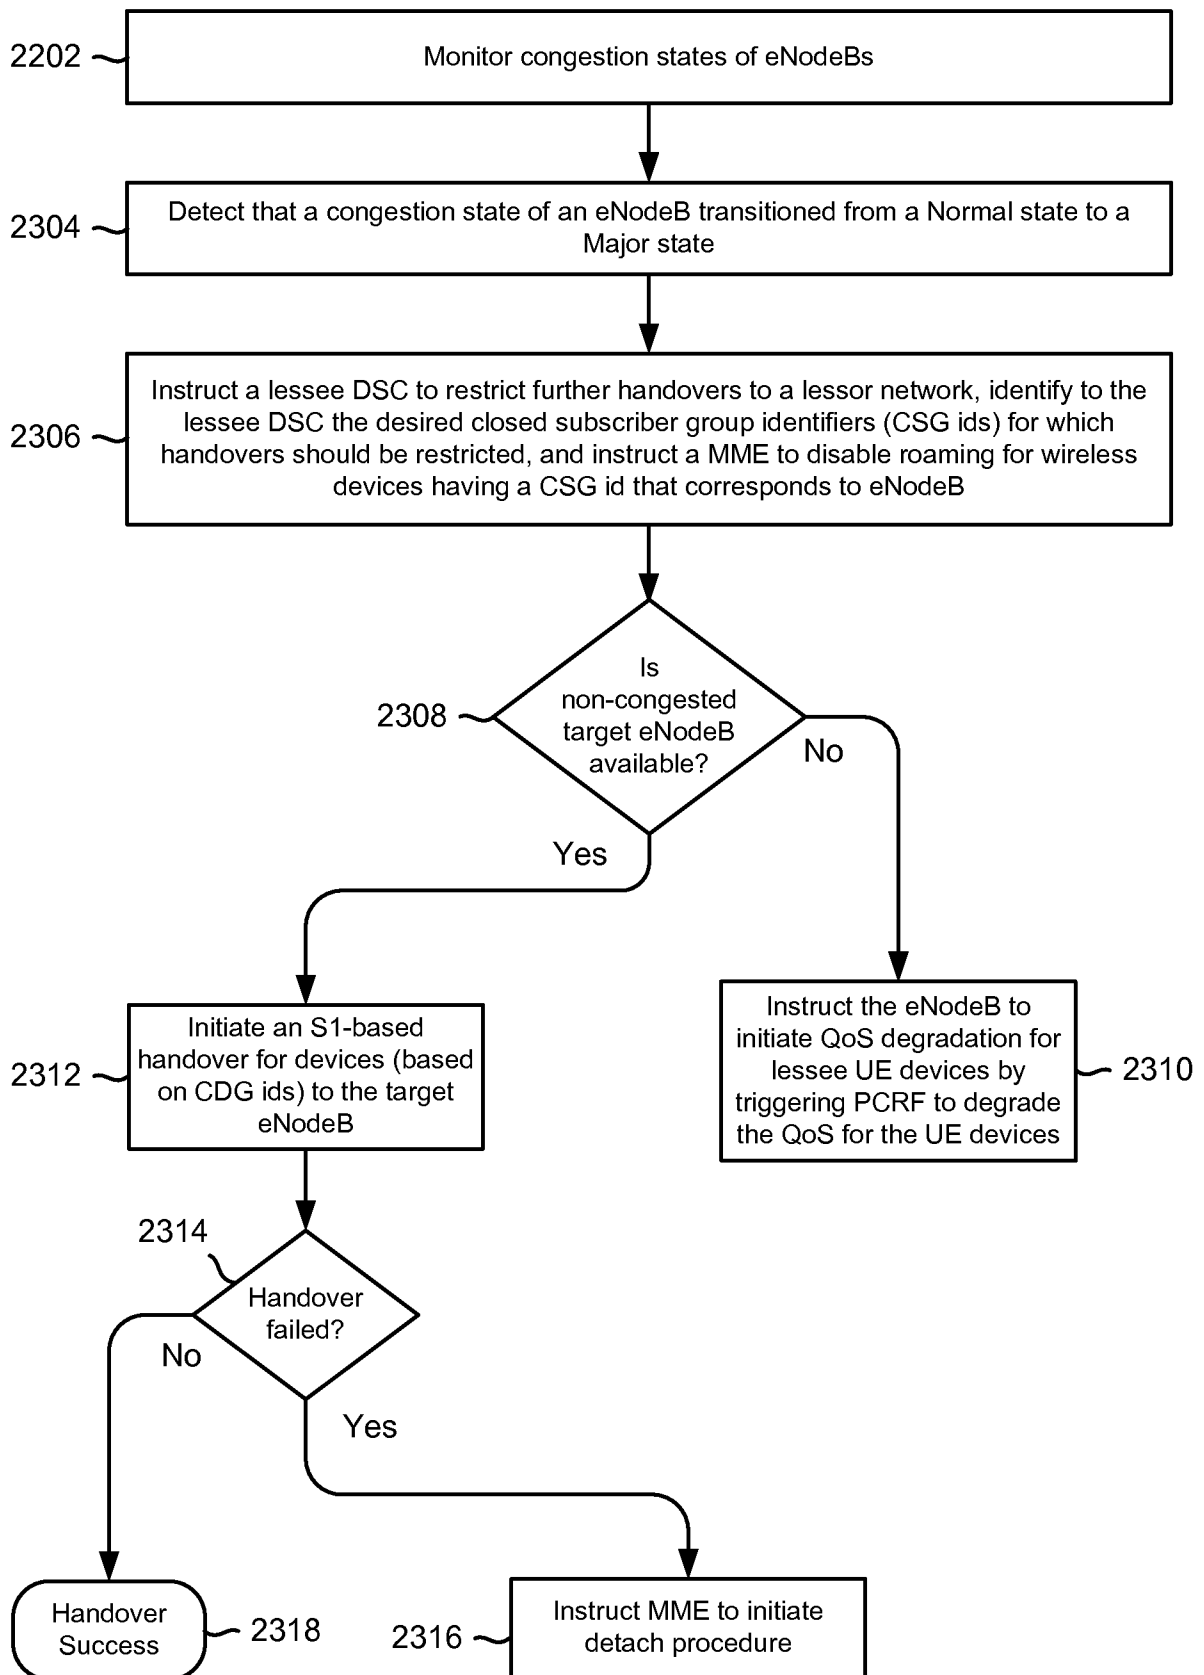 2202
Monitor congestion states of eNodeBs
2304
Detect that a congestion state of an eNodeB transitioned from a Normal state to a
Major state
2306
Instruct a lessee DSC to restrict further handovers to a lessor network, identify to the
lessee DSC the desired closed subscriber group identifiers (CSG ids) for which
handovers should be restricted, and instruct a MME to disable roaming for wireless
devices having a CSG id that corresponds to eNodeB
2308
Is
non-congested
target eNodeB
available?
No
Yes
2312
Initiate an S1-based
handover for devices (based
on CDG ids) to the target
eNodeB
Instruct the eNodeB to
initiate QoS degradation for
lessee UE devices by
triggering PCRF to degrade
the QoS for the UE devices
2310
2314
Handover
failed?
No
Yes
Handover
Success
2318
2316
Instruct MME to initiate
detach procedure